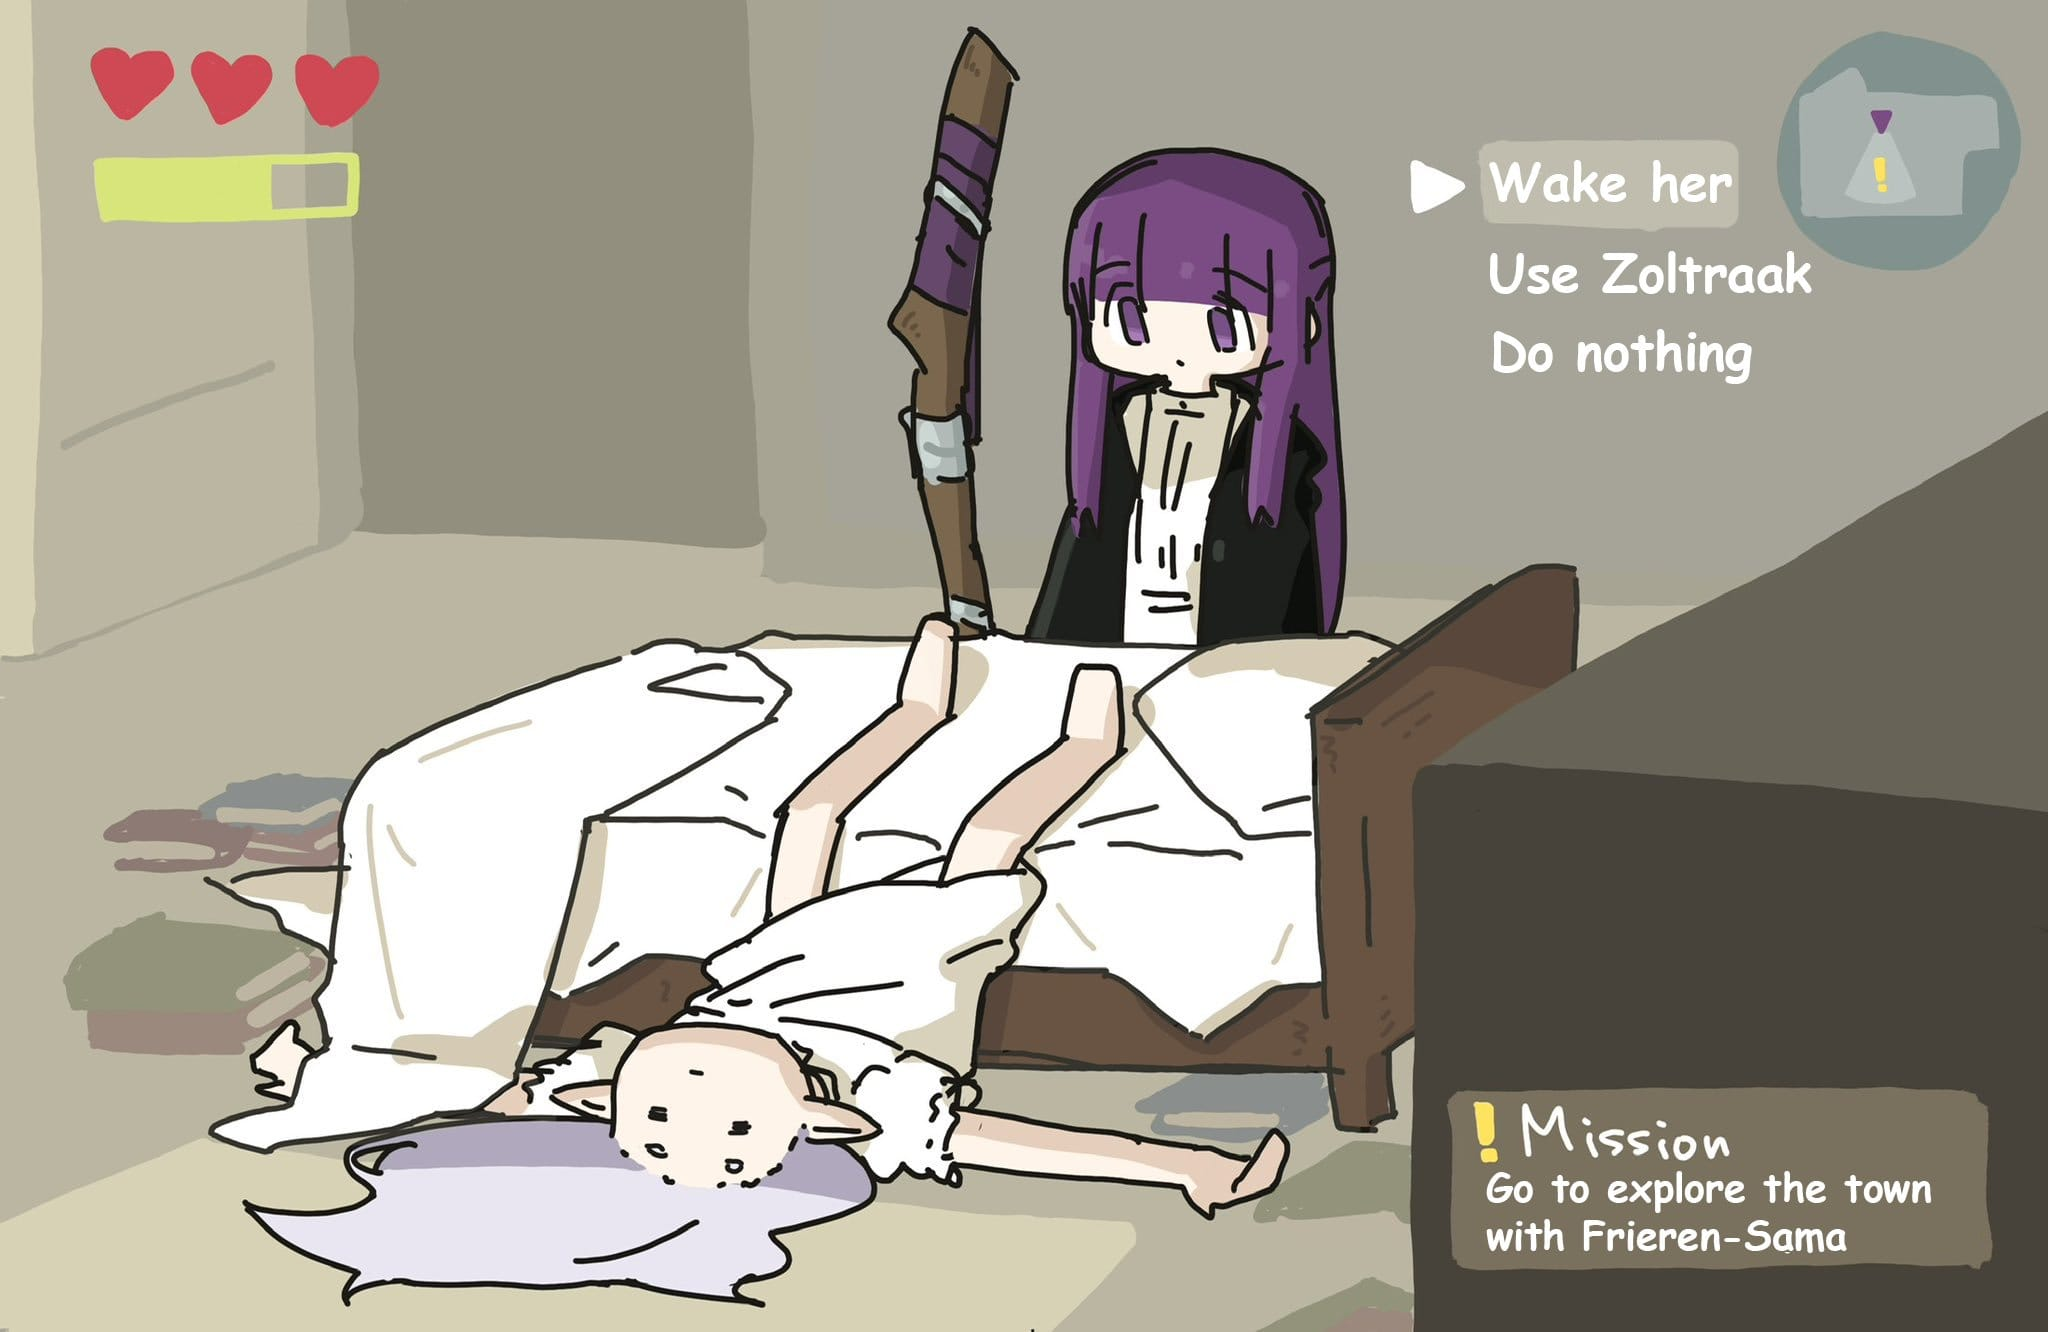 Wake her
Use Zoltraak
Do nothing
! Mission
Go to explore the town
with Frieren-Sama